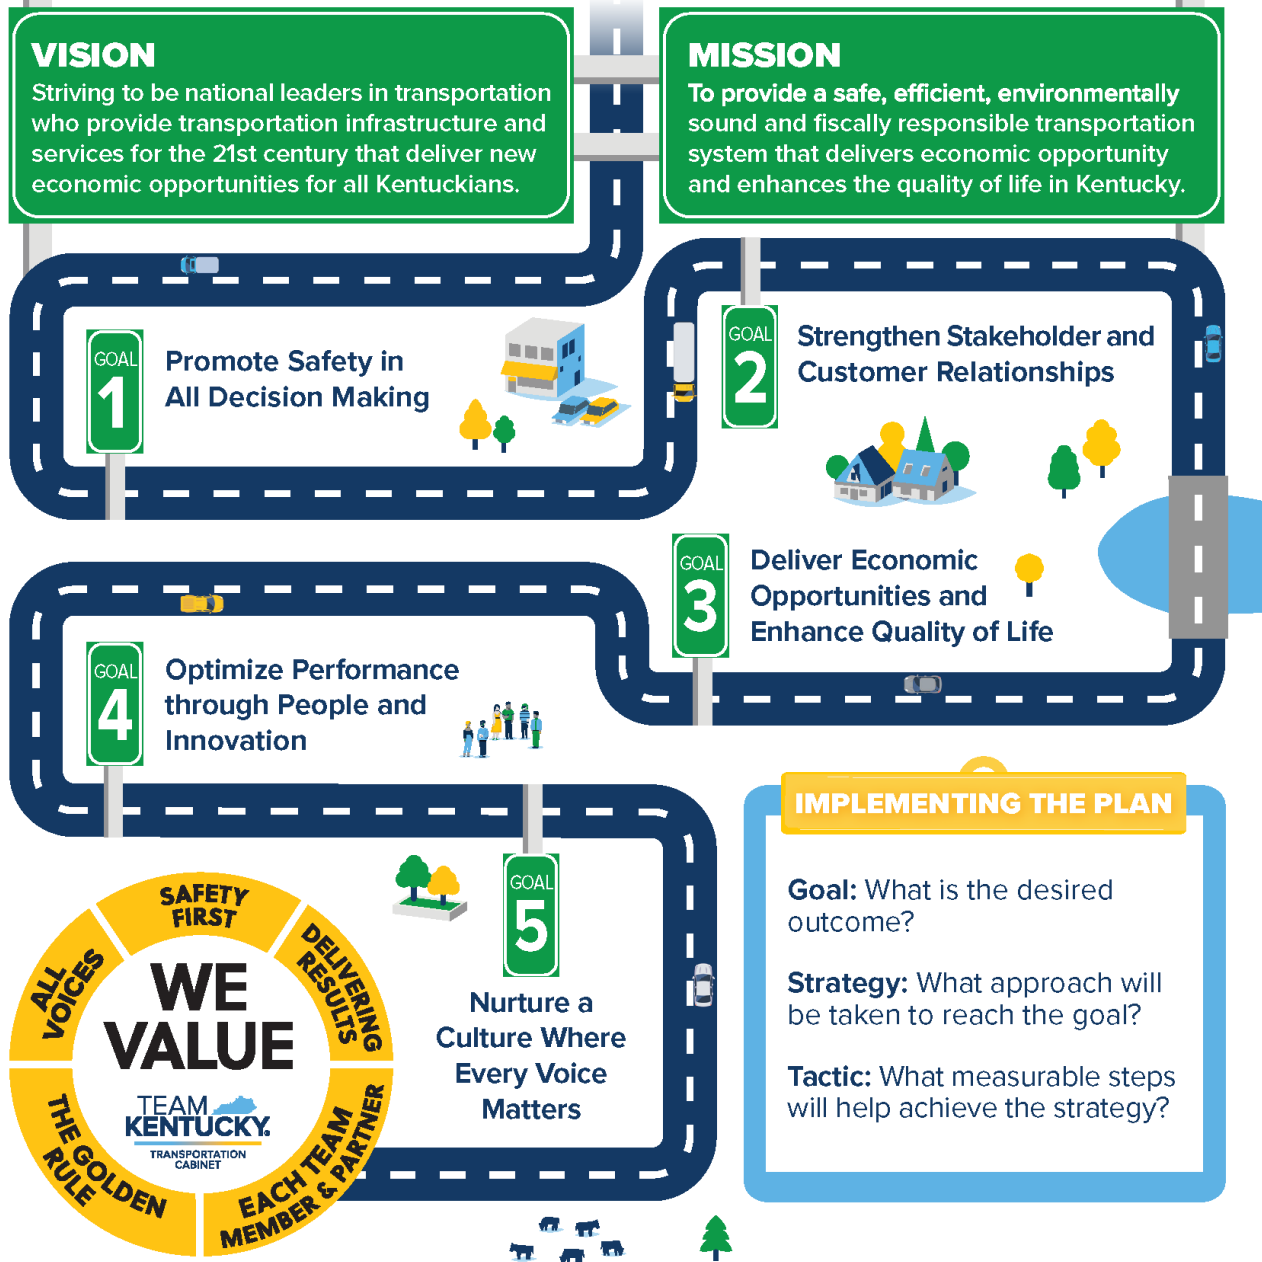 VISION
Striving to be national leaders in transportation
who provide transportation infrastructure and
services for the 21st century that deliver new
economic opportunities for all Kentuckians.
MISSION
To provide a safe, efficient, environmentally
sound and fiscally responsible transportation
system that delivers economic opportunity
and enhances the quality of life in Kentucky.
GOAL
1
Promote Safety in
All Decision Making
GOAL
2
Strengthen Stakeholder and
Customer Relationships
GOAL
3
Deliver Economic
Opportunities and
Enhance Quality of Life
GOAL
4
Optimize Performance
through People and
Innovation
GOAL
5
Nurture a
Culture Where
Every Voice
Matters
SAFETY
FIRST
DELIVERING
RESULTS
EACH TEAM
MEMBER & PARTNER
THE GOLDEN
RULE
ALL
VOICES
WE
VALUE
TEAM
KENTUCKY.
TRANSPORTATION
CABINET
IMPLEMENTING THE PLAN
Goal: What is the desired
outcome?
Strategy: What approach will
be taken to reach the goal?
Tactic: What measurable steps
will help achieve the strategy?